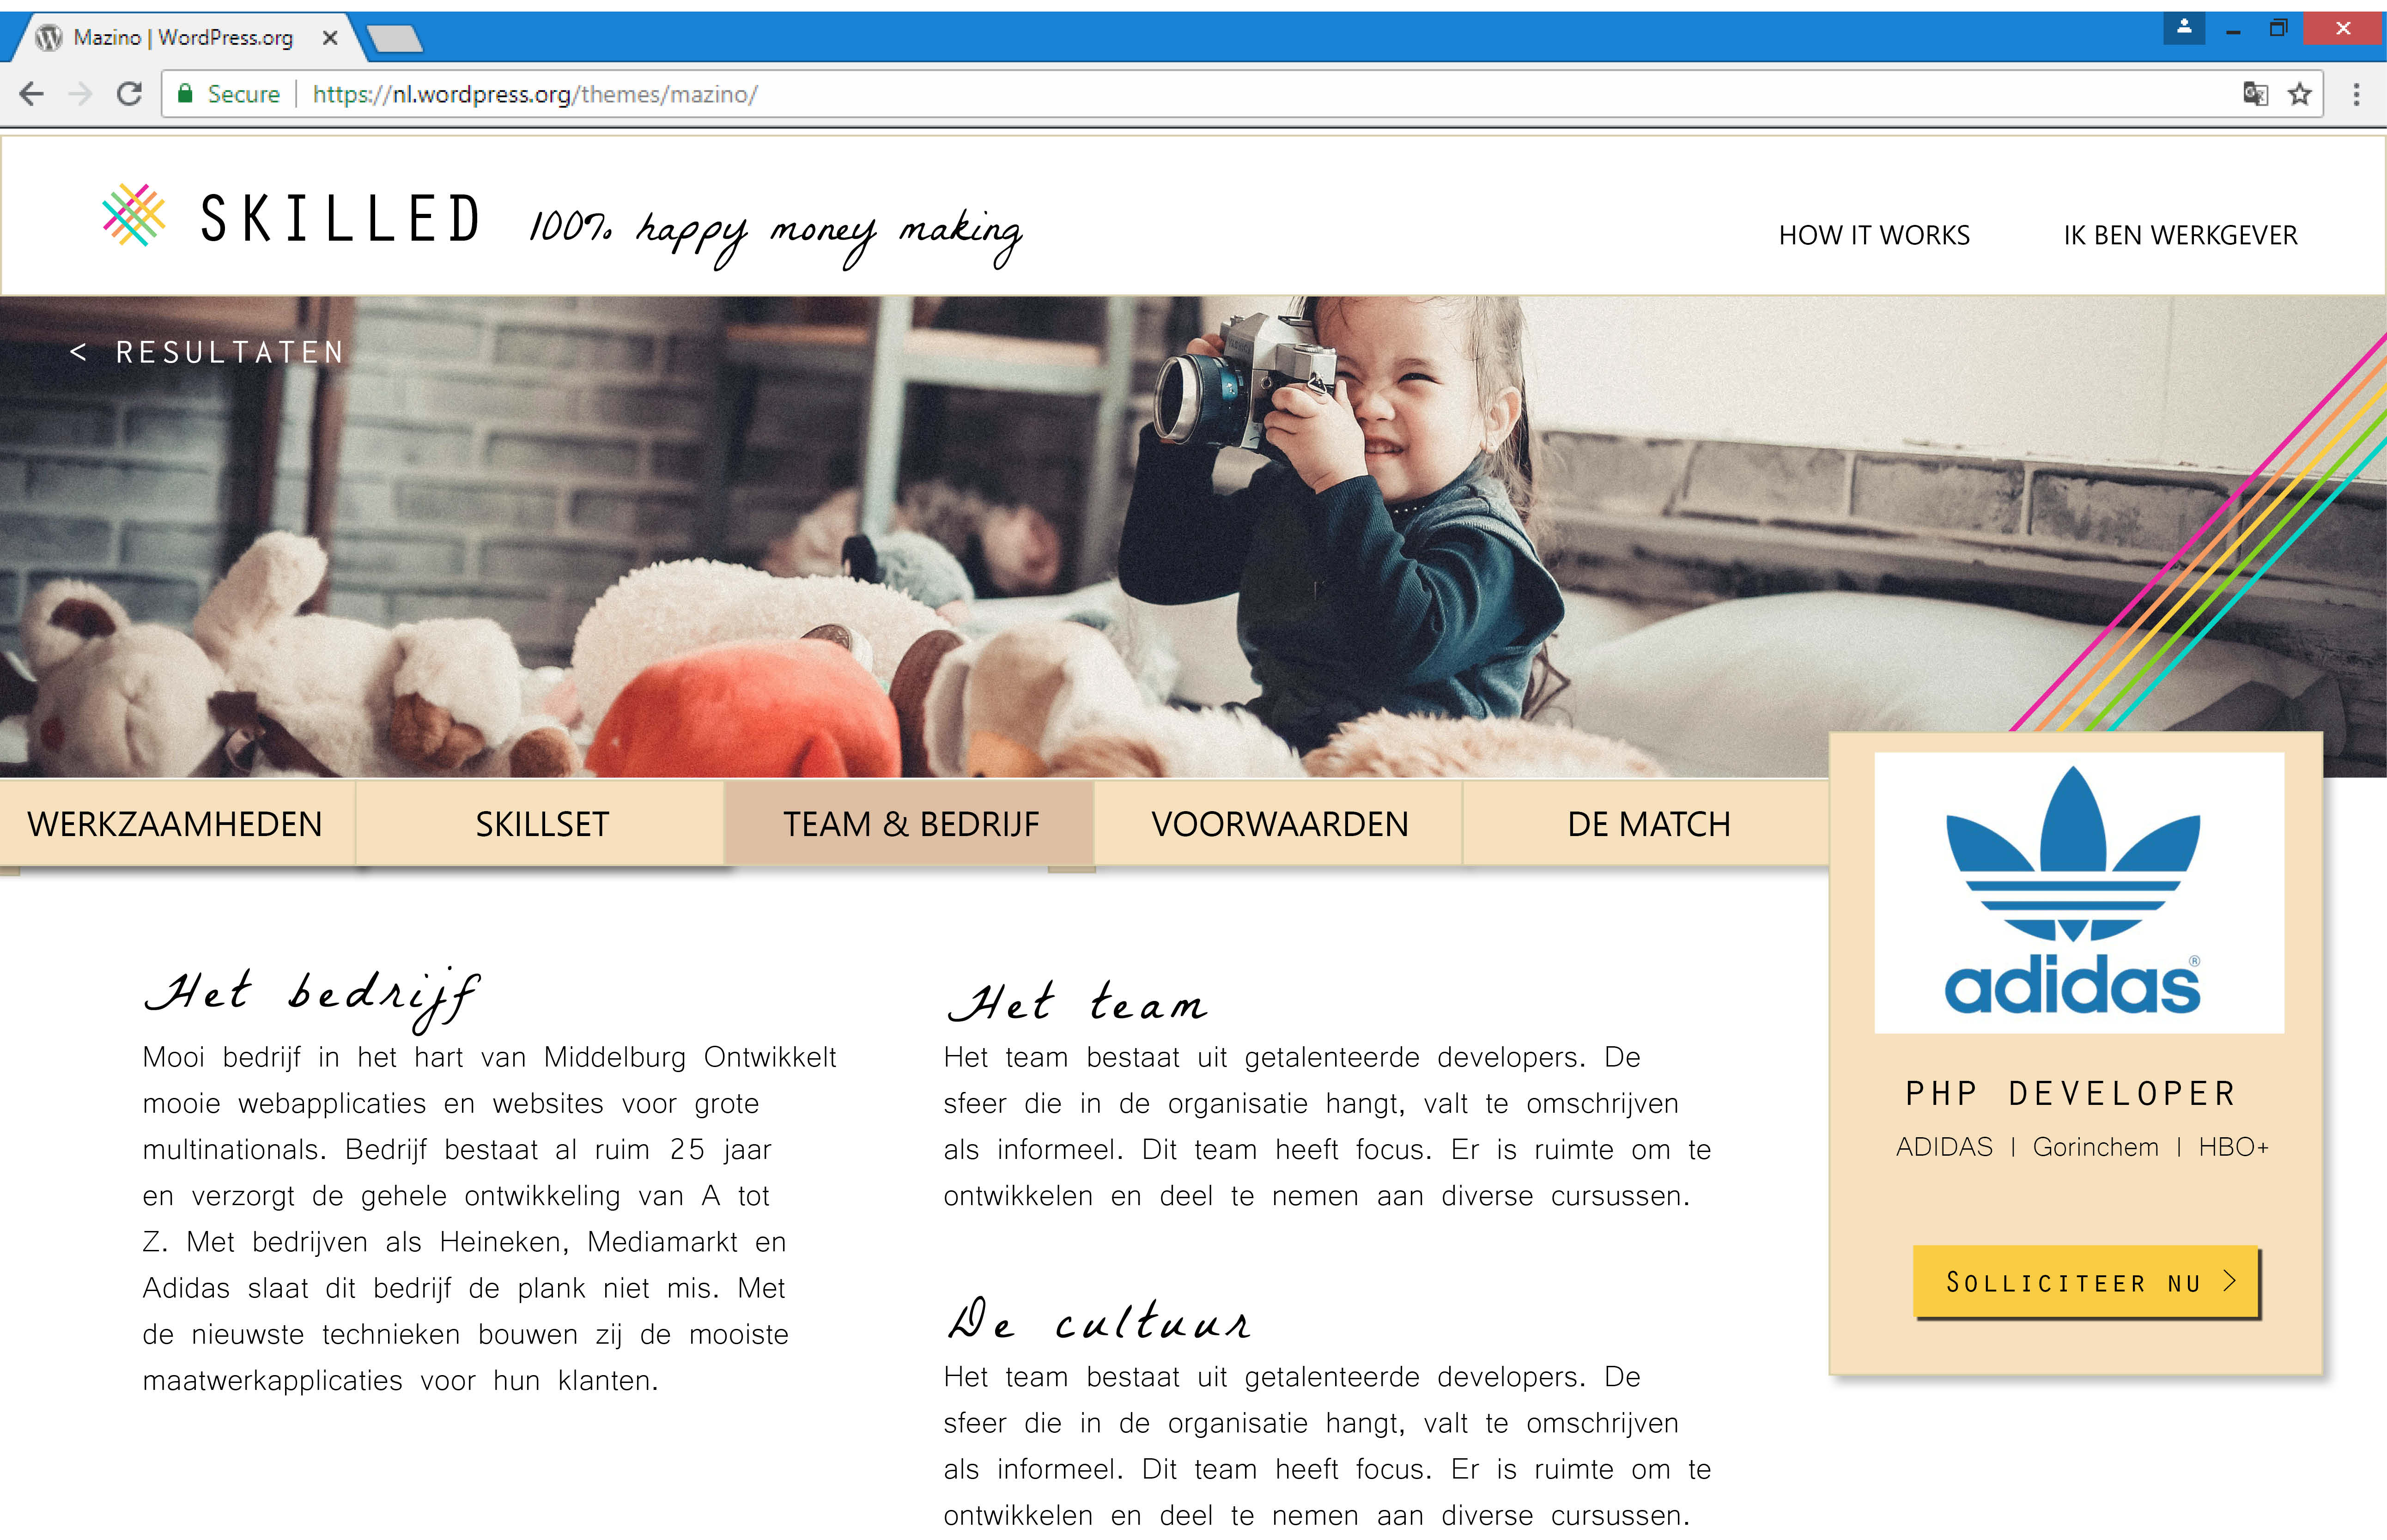 Mazino | WordPress.org
Secure | https://nl.wordpress.org/themes/mazino/
SKILLED 100% happy money making
HOW IT WORKS IK BEN WERKGEVER
< RESULTATEN
WERKZAAMHEDEN SKILLSET TEAM & BEDRIJF VOORWAARDEN DE MATCH
Het bedrijf
Mooi bedrijf in het hart van Middelburg Ontwikkelt
mooie webapplicaties en websites voor grote
multinationals. Bedrijf bestaat al ruim 25 jaar
en verzorgt de gehele ontwikkeling van A tot
Z. Met bedrijven als Heineken, Mediamarkt en
Adidas slaat dit bedrijf de plank niet mis. Met
de nieuwste technieken bouwen zij de mooiste
maatwerkapplicaties voor hun klanten.
Het team
Het team bestaat uit getalenteerde developers. De
sfeer die in de organisatie hangt, valt te omschrijven
als informeel. Dit team heeft focus. Er is ruimte om te
ontwikkelen en deel te nemen aan diverse cursussen.
De cultuur
Het team bestaat uit getalenteerde developers. De
sfeer die in de organisatie hangt, valt te omschrijven
als informeel. Dit team heeft focus. Er is ruimte om te
ontwikkelen en deel te nemen aan diverse cursussen.
adidas®
PHP DEVELOPER
ADIDAS | Gorinchem | HBO+
SOLLICITEER NU >